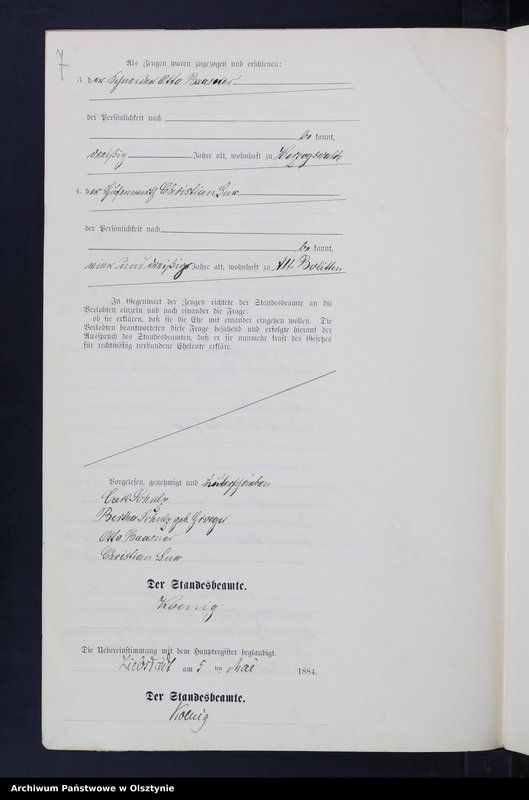 7
Als Zeugen waren zugezogen und erschienen:
3. der Schneider Otto Baasner
der Persönlichkeit nach
be kannt,
dreißig Jahre alt, wohnhaft zu Herzogswalde
4. der Hufenwirth Christian Lux
der Persönlichkeit nach
be kannt,
neun und dreißig Jahre alt, wohnhaft zu Alt Bolitten
In Gegenwart der Zeugen richtete der Standesbeamte an die
Verlobten einzeln und nach einander die Frage:
ob sie erklären, daß sie die Ehe mit einander eingehen wollen. Die
Verlobten beantworteten diese Frage bejahend und erfolgte hierauf der
Ausspruch des Standesbeamten, daß er sie nunmehr kraft des Gesetzes
für rechtmäßig verbundene Eheleute erkläre.
Vorgelesen, genehmigt und unterschrieben
Carl Schulz
Bertha Schulz geb. Groeger
Otto Baasner
Christian Lux
Der Standesbeamte.
Koenig
Die Uebereinstimmung mit dem Hauptregister beglaubigt.
Liebstadt am 5 ten Mai 1884.
Der Standesbeamte.
Koenig
Archiwum Państwowe w Olsztynie